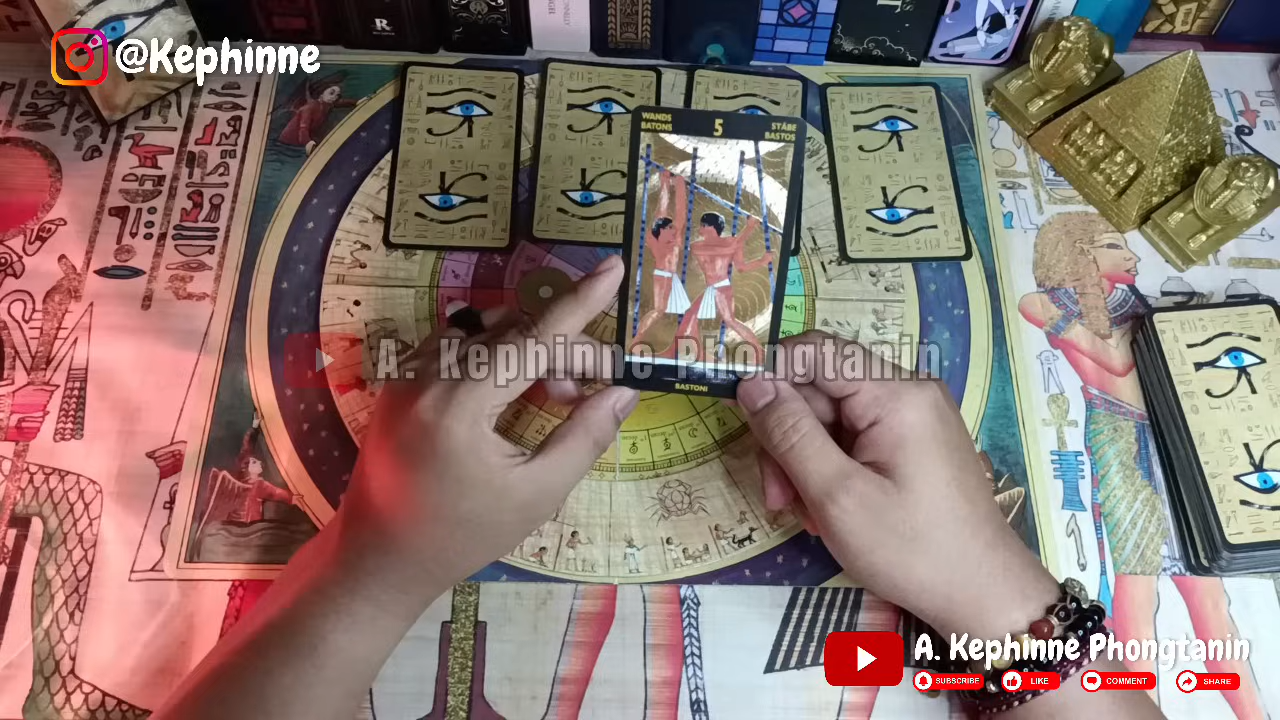 @Kephinne
R
WANDS
BATONS
5
STÄBE
BASTOS
BASTONI
A. Kephinne Phongtanin
A. Kephinne Phongtanin
SUBSCRIBE
LIKE
COMMENT
SHARE